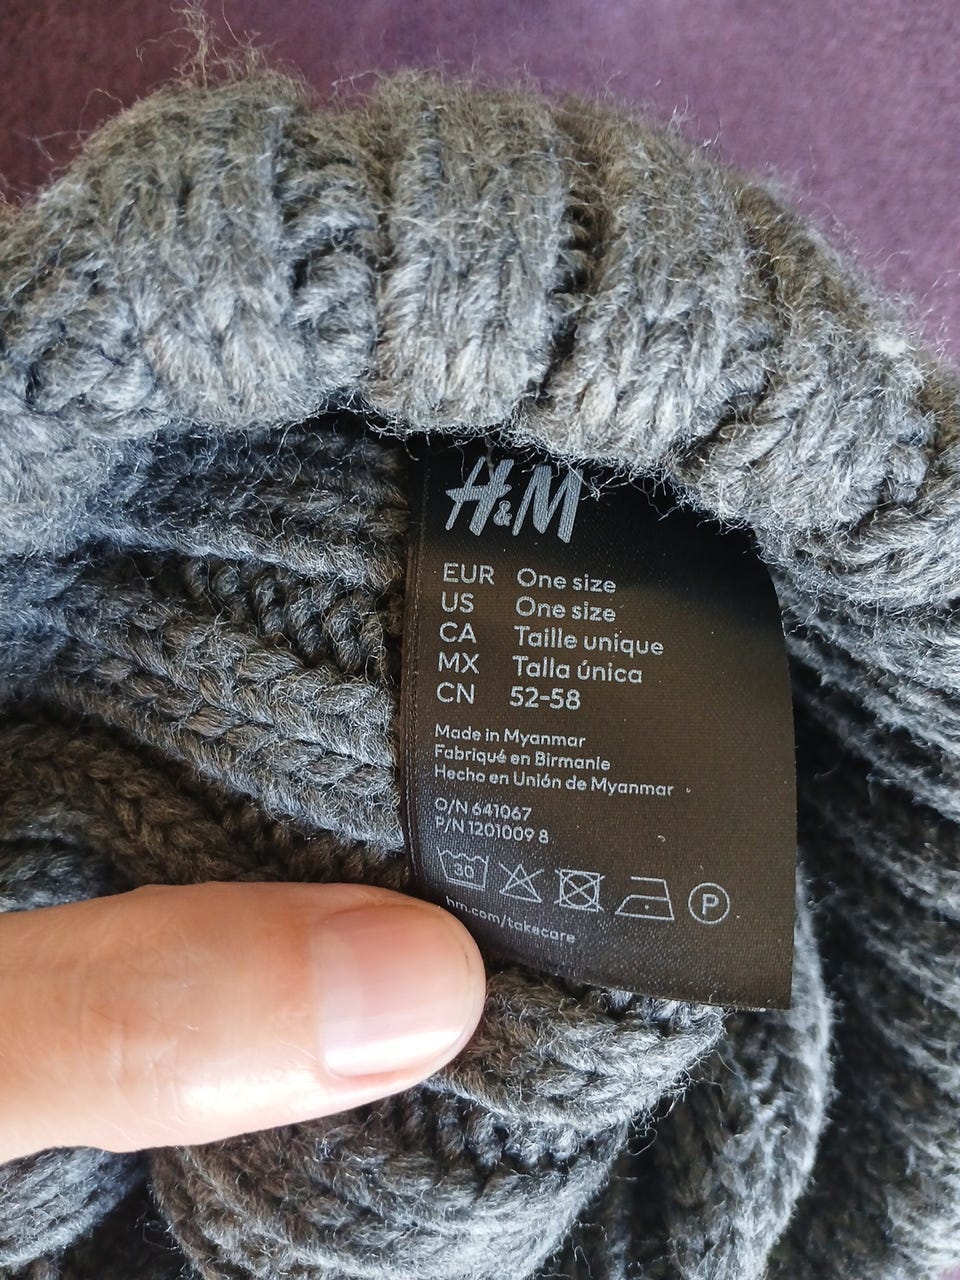 H&M
EUR One size
US One size
CA Taille unique
MX Talla única
CN 52-58
Made in Myanmar
Fabriqué en Birmanie
Hecho en Unión de Myanmar
O/N 641067
P/N 1201009 8
30
P
hm.com/takecare